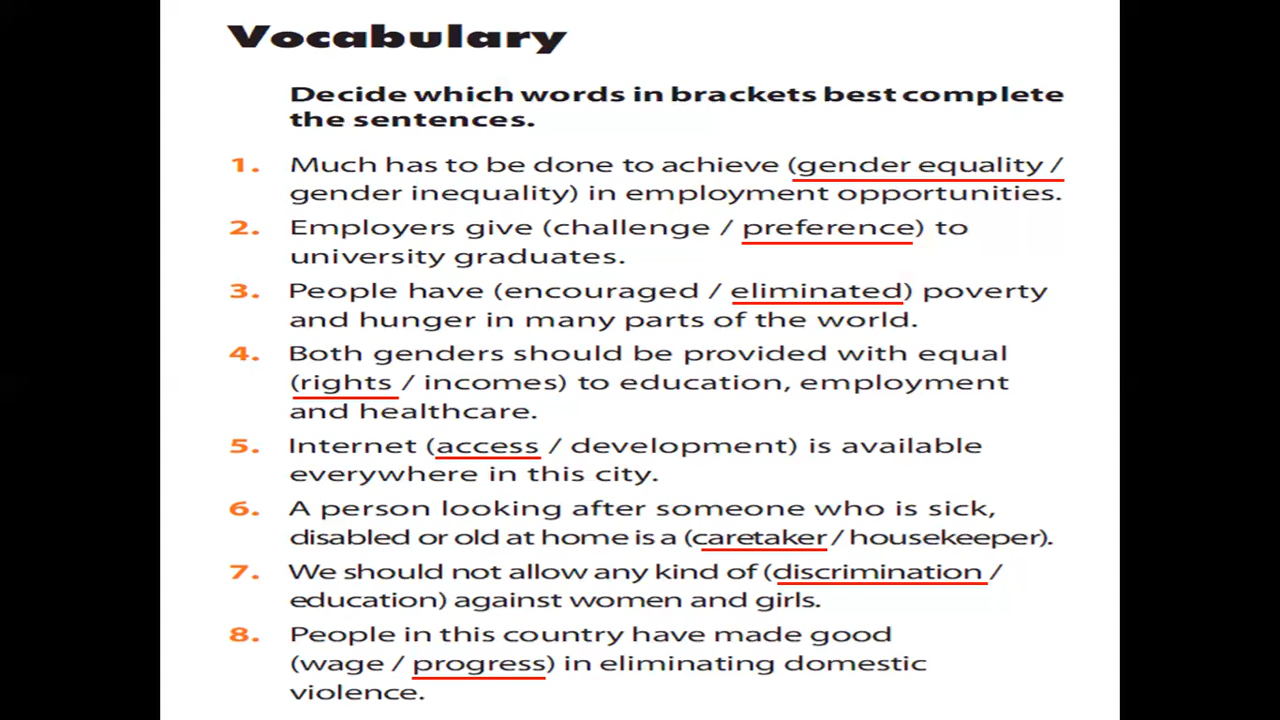 Vocabulary
Decide which words in brackets best complete
the sentences.
1. Much has to be done to achieve (gender equality /
gender inequality) in employment opportunities.
2. Employers give (challenge / preference) to
university graduates.
3. People have (encouraged / eliminated) poverty
and hunger in many parts of the world.
4. Both genders should be provided with equal
(rights / incomes) to education, employment
and healthcare.
5. Internet (access / development) is available
everywhere in this city.
6. A person looking after someone who is sick,
disabled or old at home is a (caretaker / housekeeper).
7. We should not allow any kind of (discrimination /
education) against women and girls.
8. People in this country have made good
(wage / progress) in eliminating domestic
violence.